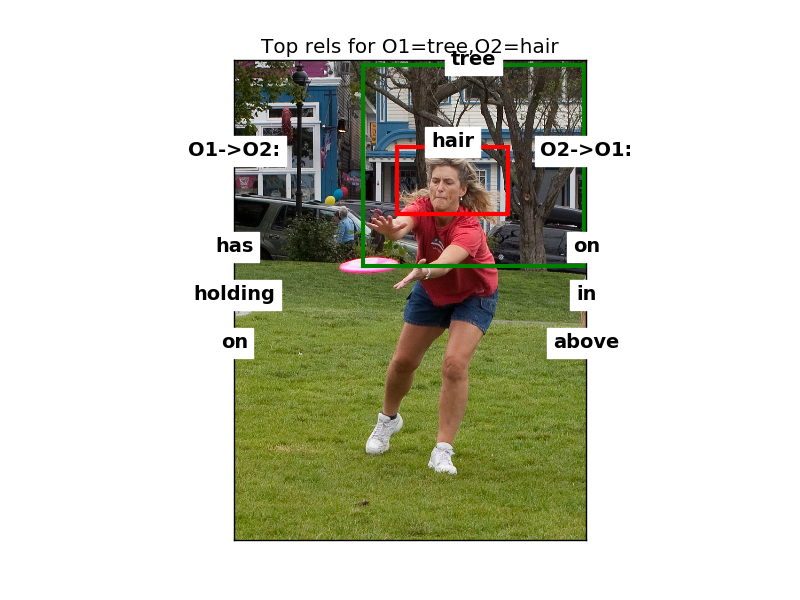 Top rels for O1=tree,O2=hair
tree
hair
O1->O2:
O2->O1:
has
on
holding
in
on
above